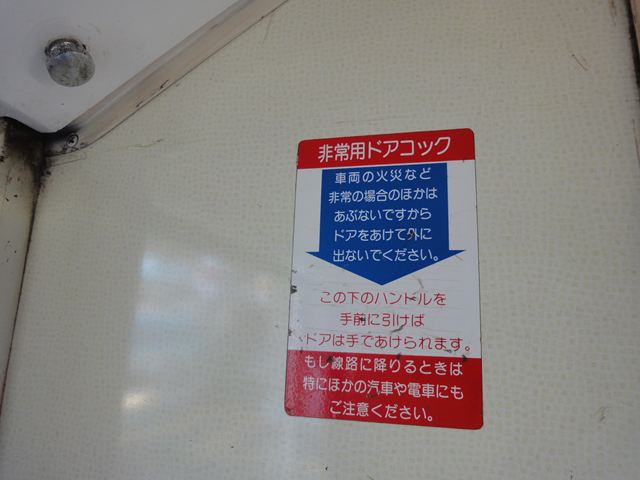 非常用ドアコック
車両の火災など
非常の場合のほかは
あぶないですから
ドアをあけて外に
出ないでください。
この下のハンドルを
手前に引けば
ドアは手であけられます。
もし線路に降りるときは
特にほかの汽車や電車にも
ご注意ください。